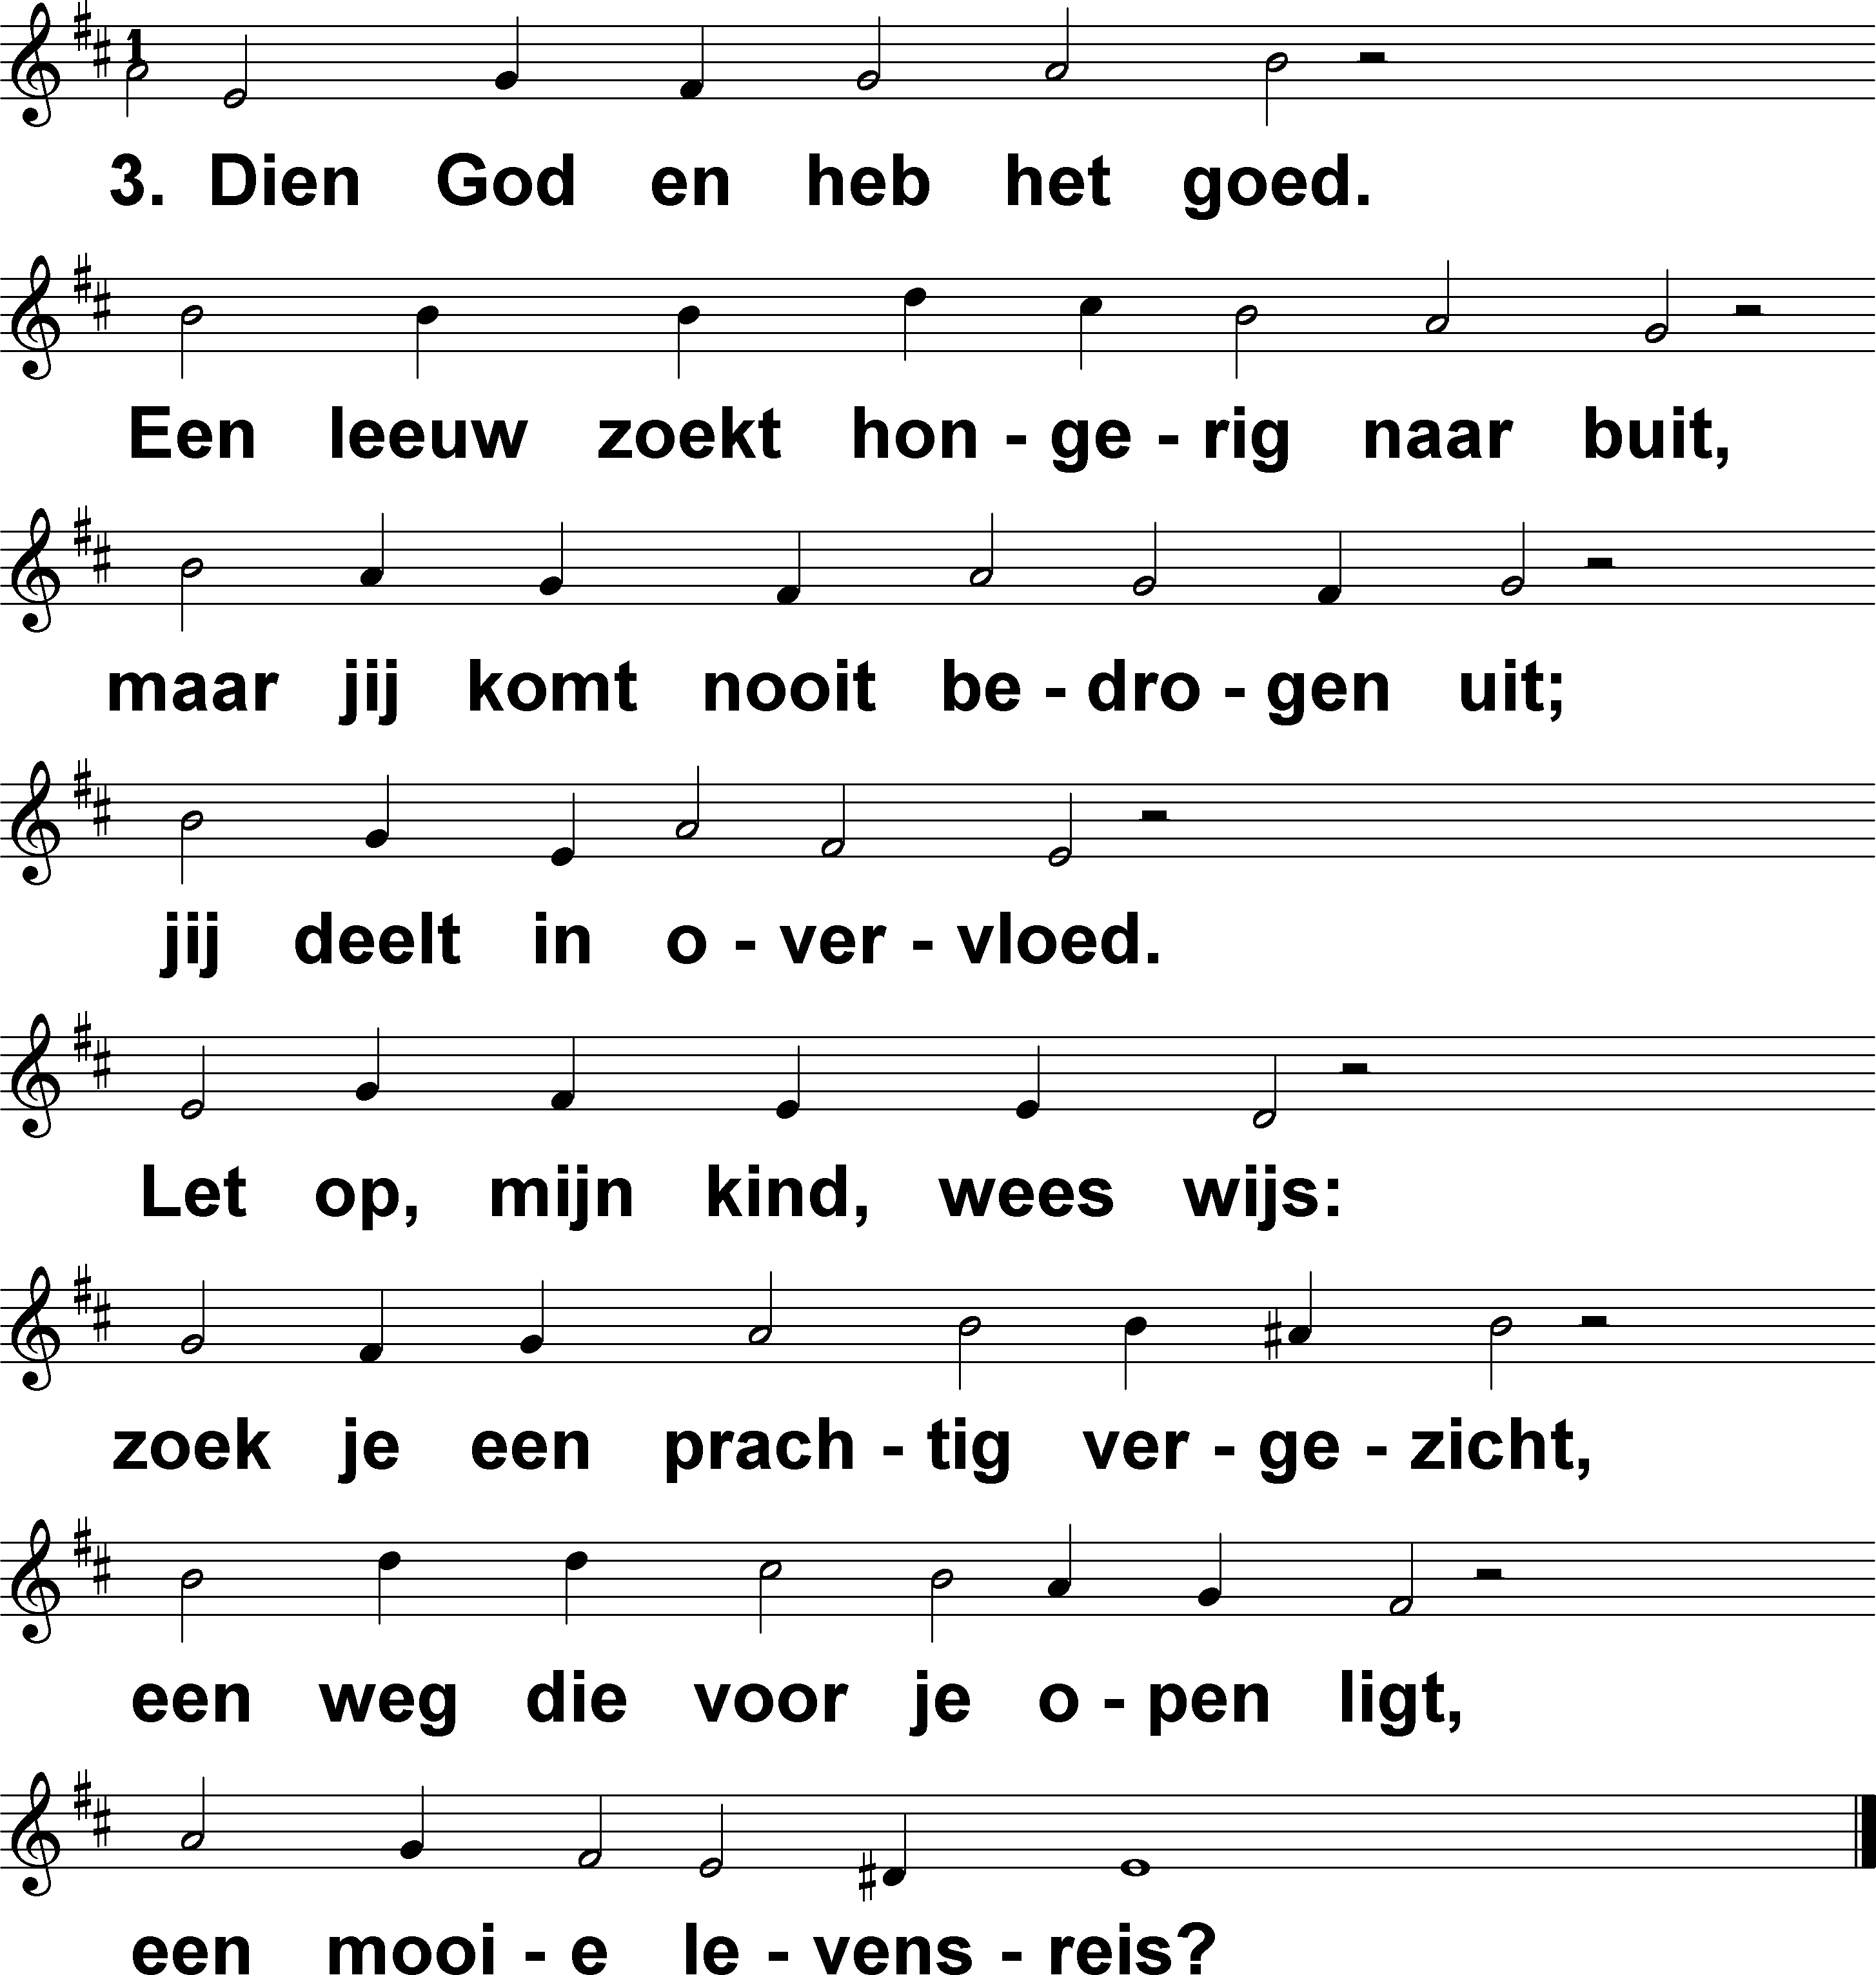 1
3. Dien God en heb het goed.
Een leeuw zoekt hon - ge - rig naar buit,
maar jij komt nooit be - dro - gen uit;
jij deelt in o - ver - vloed.
Let op, mijn kind, wees wijs:
zoek je een prach - tig ver - ge - zicht,
een weg die voor je o - pen ligt,
een mooi - e le - vens - reis?